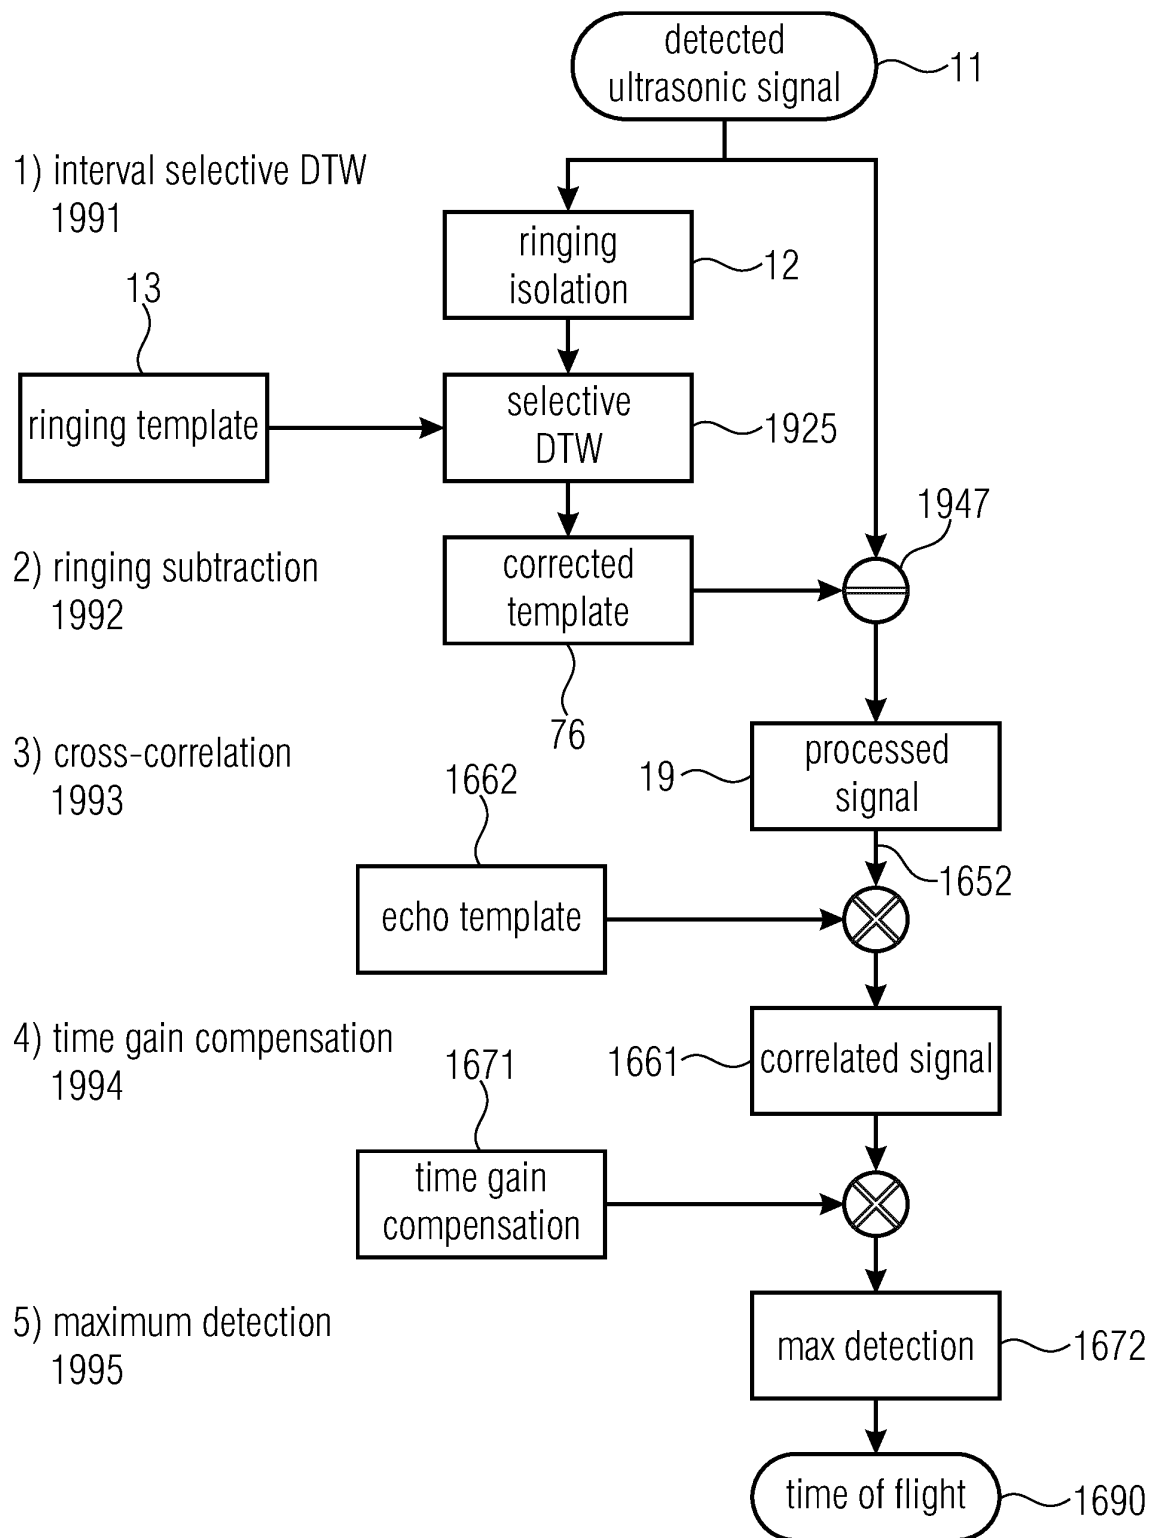 detected
ultrasonic signal
11
1) interval selective DTW
1991
ringing
isolation
12
13
ringing template
selective
DTW
1925
1947
2) ringing subtraction
1992
corrected
template
76
3) cross-correlation
1993
processed
signal
19
1662
1652
echo template
4) time gain compensation
1994
1671
1661
correlated signal
time gain
compensation
5) maximum detection
1995
max detection
1672
time of flight
1690